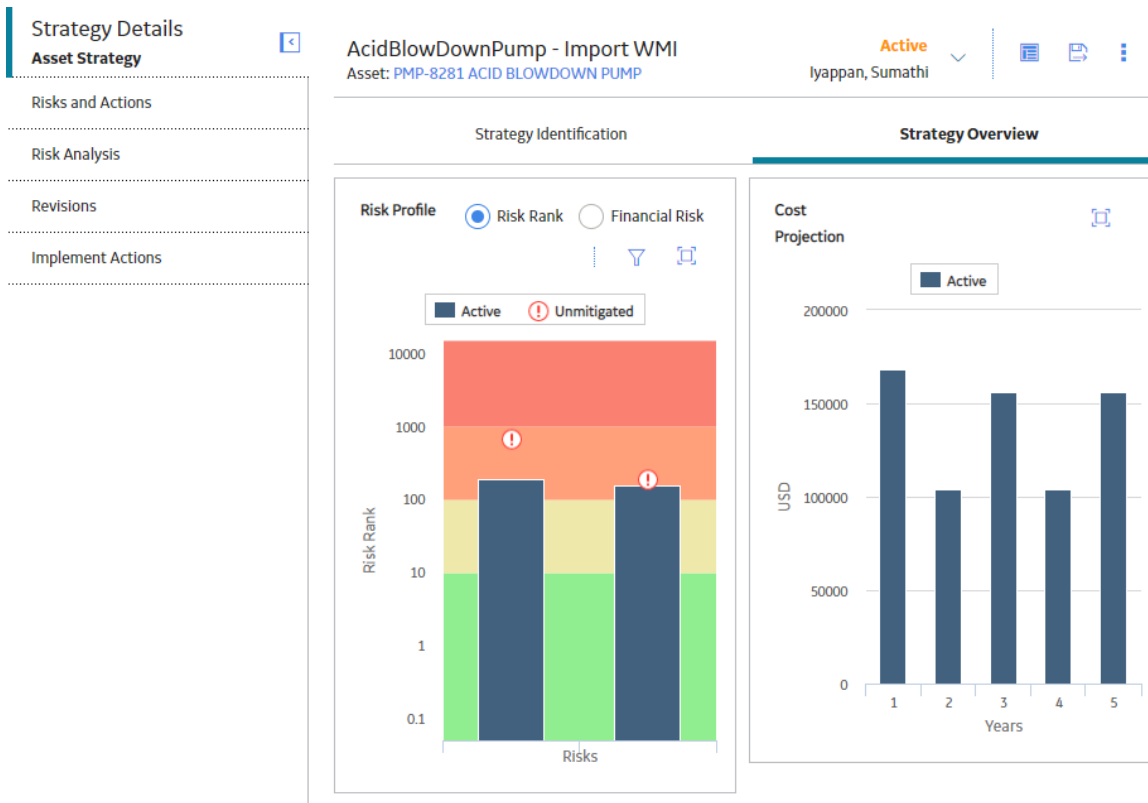 Strategy Details
Asset Strategy
Risks and Actions
Risk Analysis
Revisions
Implement Actions
AcidBlowDownPump - Import WMI
Asset: PMP-8281 ACID BLOWDOWN PUMP
Active
Iyappan, Sumathi
Strategy Identification
Strategy Overview
Risk Profile
Risk Rank
Financial Risk
Active
Unmitigated
10000
1000
100
10
1
0.1
Risk Rank
Risks
Cost
Projection
Active
200000
150000
100000
50000
0
USD
1 2 3 4 5
Years